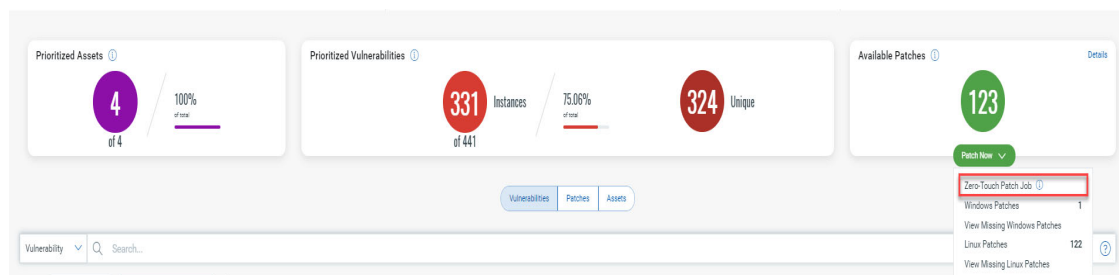 Prioritized Assets
4
of 4
100%
of total
Prioritized Vulnerabilities
331
Instances
of 441
75.06%
of total
324
Unique
Available Patches
Details
123
Patch Now
Zero-Touch Patch Job
Windows Patches 1
View Missing Windows Patches
Linux Patches 122
View Missing Linux Patches
Vulnerabilities Patches Assets
Vulnerability Search...